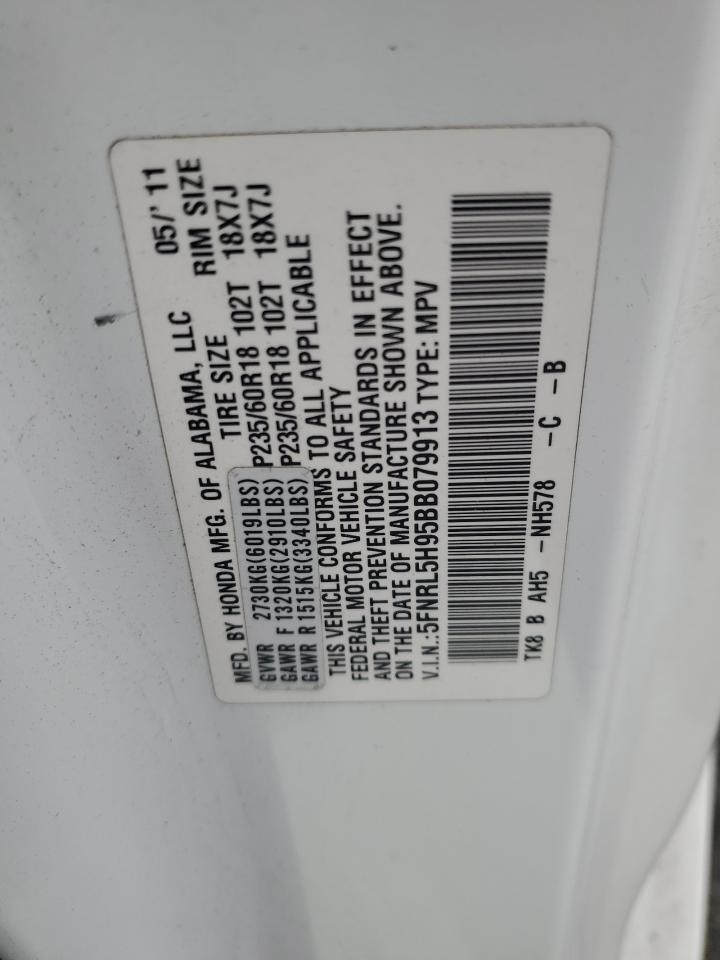 MFD. BY HONDA MFG. OF ALABAMA, LLC 05/'11
TIRE SIZE RIM SIZE
GVWR 2730KG(6019LBS)
GAWR F 1320KG(2910LBS) P235/60R18 102T 18X7J
GAWR R 1515KG(3340LBS) P235/60R18 102T 18X7J
THIS VEHICLE CONFORMS TO ALL APPLICABLE
FEDERAL MOTOR VEHICLE SAFETY
AND THEFT PREVENTION STANDARDS IN EFFECT
ON THE DATE OF MANUFACTURE SHOWN ABOVE.
V.I.N.:5FNRL5H95BB079913 TYPE: MPV
TK8 B AH5 -NH578 -C -B